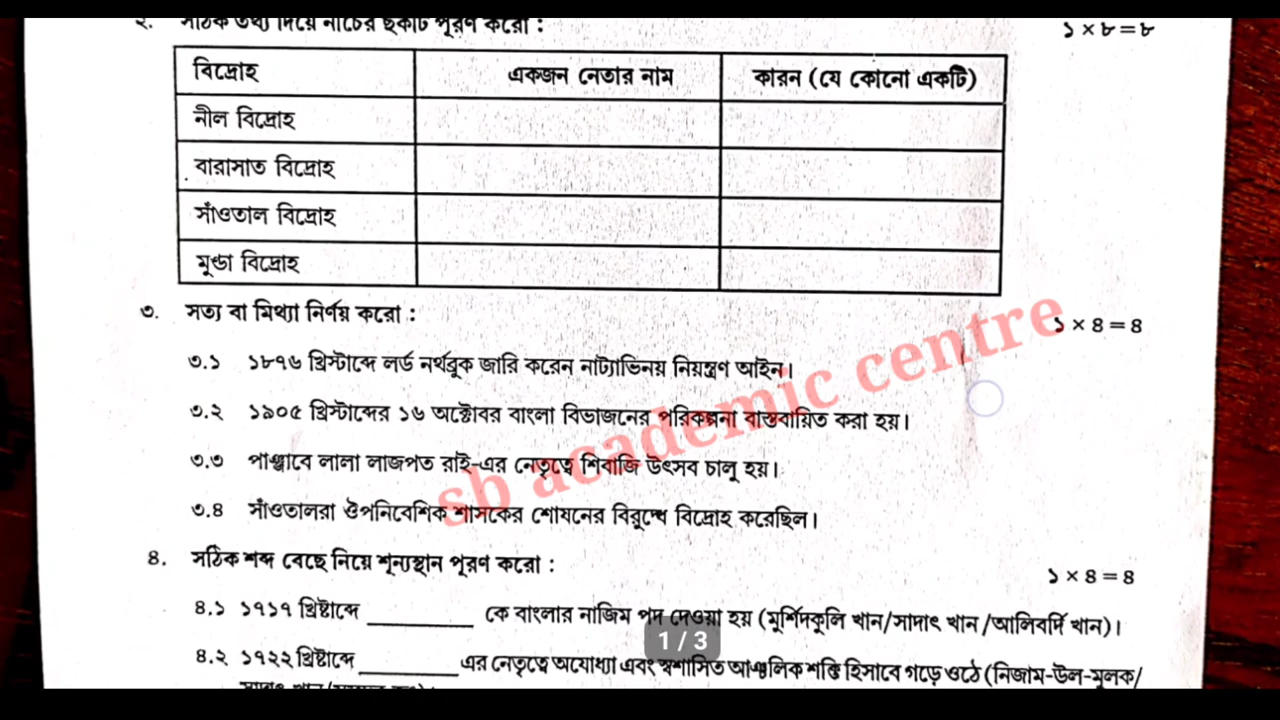 ২. সঠিক তথ্য দিয়ে নীচের ছকটি পূরণ করো : ১ × ৮ = ৮
বিদ্রোহ একজন নেতার নাম কারন (যে কোনো একটি)
নীল বিদ্রোহ
বারাসাত বিদ্রোহ
সাঁওতাল বিদ্রোহ
মুন্ডা বিদ্রোহ
৩. সত্য বা মিথ্যা নির্ণয় করো : ১ × ৪ = ৪
৩.১ ১৮৭৬ খ্রিস্টাব্দে লর্ড নর্থব্রুক জারি করেন নাট্যাভিনয় নিয়ন্ত্রণ আইন।
৩.২ ১৯০৫ খ্রিস্টাব্দের ১৬ অক্টোবর বাংলা বিভাজনের পরিকল্পনা বাস্তবায়িত করা হয়।
৩.৩ পাঞ্জাবে লালা লাজপত রাই-এর নেতৃত্বে শিবাজি উৎসব চালু হয়।
৩.৪ সাঁওতালরা ঔপনিবেশিক শাসকের শোষনের বিরুদ্ধে বিদ্রোহ করেছিল।
sb academic centre
৪. সঠিক শব্দ বেছে নিয়ে শূন্যস্থান পূরণ করো : ১ × ৪ = ৪
৪.১ ১৭১৭ খ্রিষ্টাব্দে ________ কে বাংলার নাজিম পদ দেওয়া হয় (মুর্শিদকুলি খান/সাদাৎ খান/আলিবর্দি খান)।
1 / 3
৪.২ ১৭২২ খ্রিষ্টাব্দে ________ এর নেতৃত্বে অযোধ্যা এবং স্বশাসিত আঞ্চলিক শক্তি হিসাবে গড়ে ওঠে (নিজাম-উল-মুলক/
সাদাৎ খান/